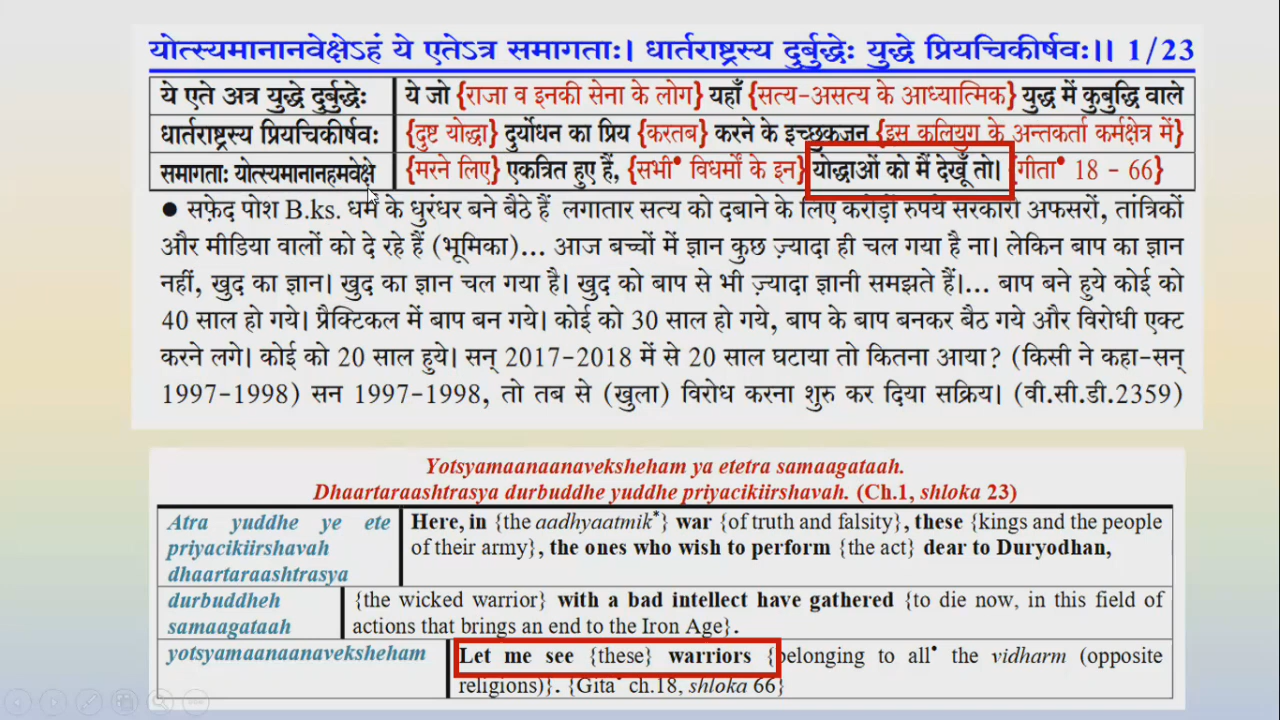 योत्स्यमानानवेक्षेऽहं ये एतेऽत्र समागताः। धार्तराष्ट्रस्य दुर्बुद्धेः युद्धे प्रियचिकीर्षवः।। 1/23
ये एते अत्र युद्धे दुर्बुद्धेः ये जो {राजा व इनकी सेना के लोग} यहाँ {सत्य-असत्य के आध्यात्मिक} युद्ध में कुबुद्धि वाले
धार्तराष्ट्रस्य प्रियचिकीर्षवः {दुष्ट योद्धा} दुर्योधन का प्रिय {करतब} करने के इच्छुकजन {इस कलियुग के अन्तकर्ता कर्मक्षेत्र में}
समागताः योत्स्यमानानहमवेक्षे {मरने लिए} एकत्रित हुए हैं, {सभी• विधर्मों के इन} योद्धाओं को मैं देखूँ तो। {गीता• 18 - 66}
● सफ़ेद पोश B.ks. धर्म के धुरंधर बने बैठे हैं लगातार सत्य को दबाने के लिए करोड़ों रुपये सरकारी अफसरों, तांत्रिकों
और मीडिया वालों को दे रहे हैं (भूमिका)... आज बच्चों में ज्ञान कुछ ज़्यादा ही चल गया है ना। लेकिन बाप का ज्ञान
नहीं, खुद का ज्ञान। खुद का ज्ञान चल गया है। खुद को बाप से भी ज़्यादा ज्ञानी समझते हैं।... बाप बने हुये कोई को
40 साल हो गये। प्रैक्टिकल में बाप बन गये। कोई को 30 साल हो गये, बाप के बाप बनकर बैठ गये और विरोधी एक्ट
करने लगे। कोई को 20 साल हुये। सन् 2017-2018 में से 20 साल घटाया तो कितना आया? (किसी ने कहा-सन्
1997-1998) सन 1997-1998, तो तब से (खुला) विरोध करना शुरु कर दिया सक्रिय। (वी.सी.डी.2359)
Yotsyamaanaanaveksheham ya etetra samaagataah.
Dhaartaraashtrasya durbuddhe yuddhe priyacikiirshavah. (Ch.1, shloka 23)
Atra yuddhe ye ete Here, in {the aadhyaatmik*} war {of truth and falsity}, these {kings and the people
priyacikiirshavah of their army}, the ones who wish to perform {the act} dear to Duryodhan,
dhaartaraashtrasya
durbuddheh {the wicked warrior} with a bad intellect have gathered {to die now, in this field of
samaagataah actions that brings an end to the Iron Age}.
yotsyamaanaanaveksheham Let me see {these} warriors {belonging to all• the vidharm (opposite
religions)}. {Gita• ch.18, shloka 66}